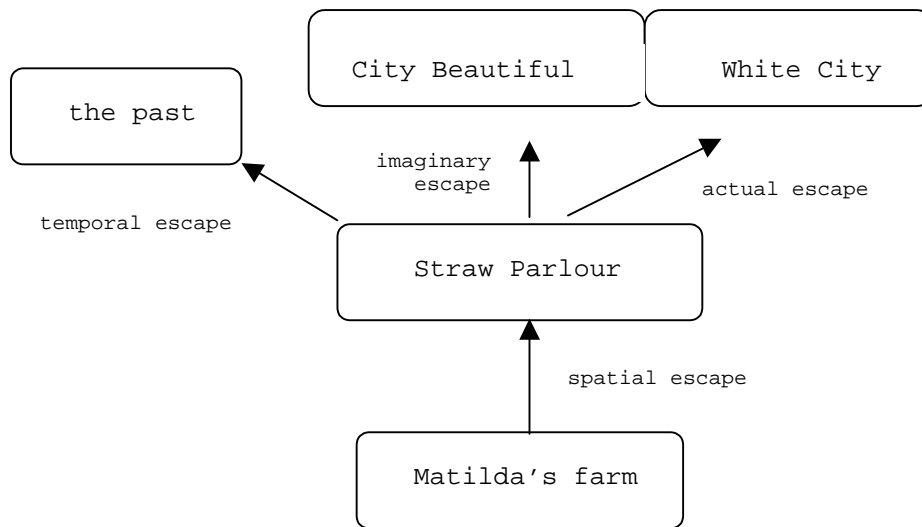 City Beautiful
White City
the past
imaginary
escape
actual escape
temporal escape
Straw Parlour
spatial escape
Matilda’s farm